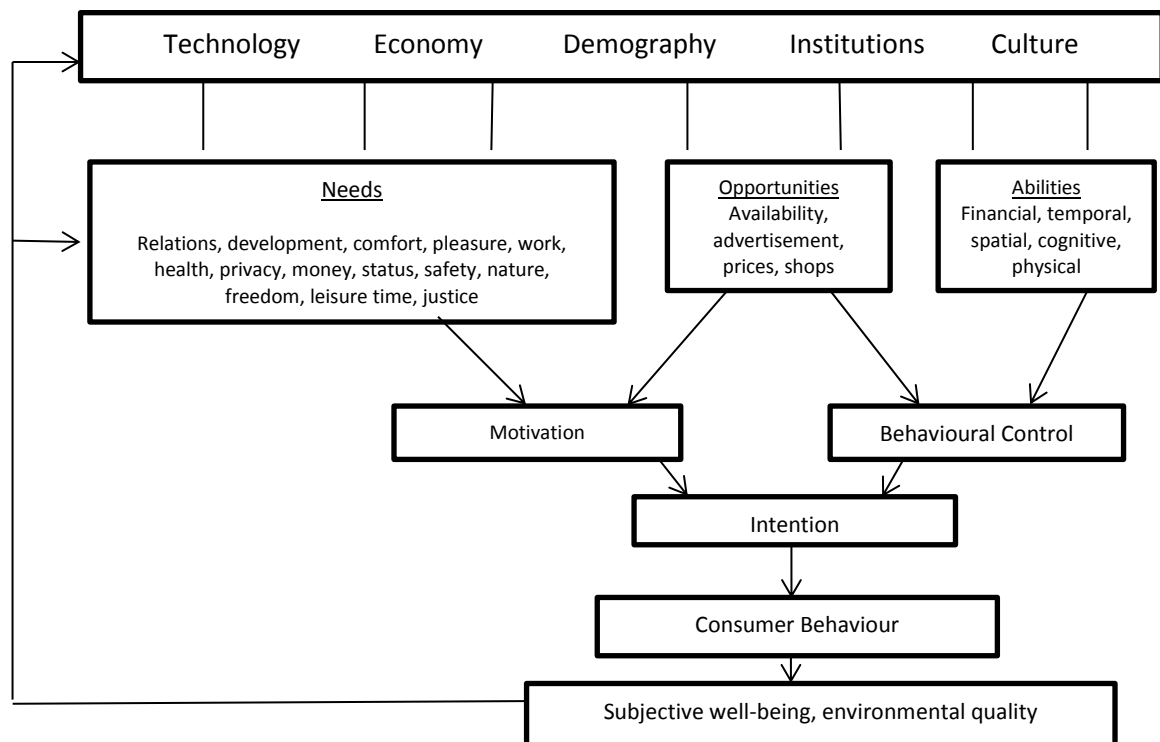 Technology Economy Demography Institutions Culture
Needs
Relations, development, comfort, pleasure, work,
health, privacy, money, status, safety, nature,
freedom, leisure time, justice
Opportunities
Availability,
advertisement,
prices, shops
Abilities
Financial, temporal,
spatial, cognitive,
physical
Motivation
Behavioural Control
Intention
Consumer Behaviour
Subjective well-being, environmental quality